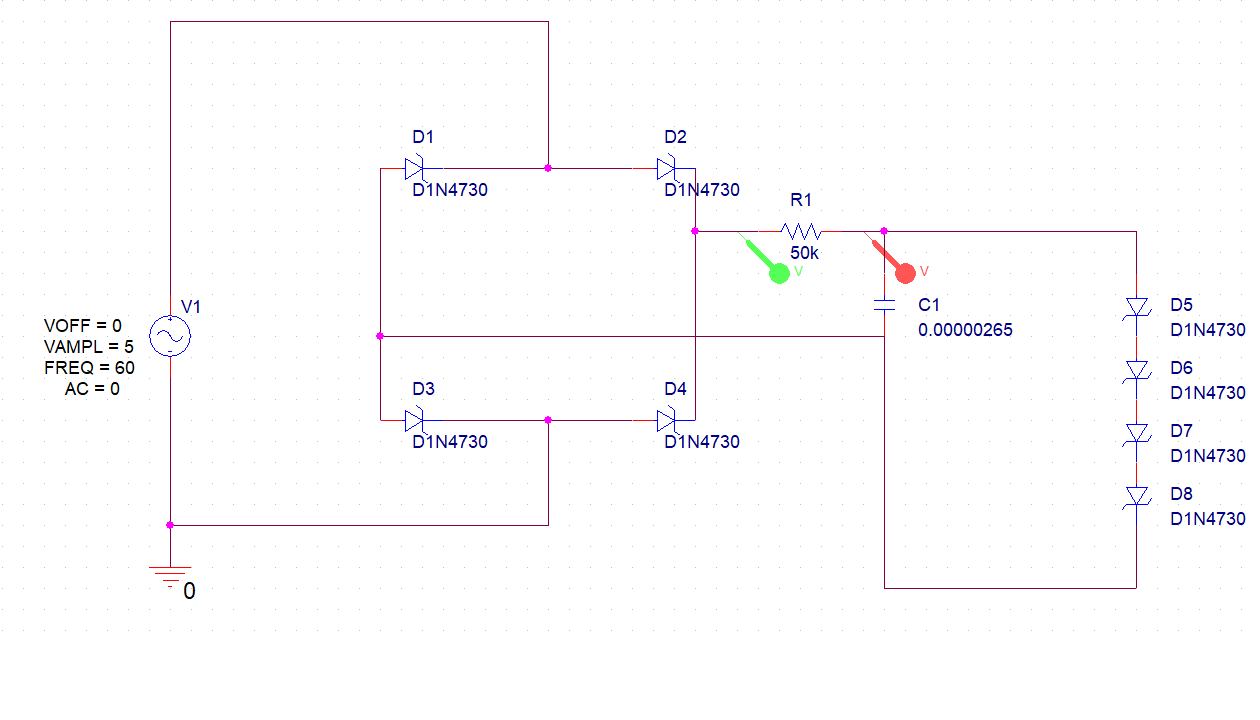 D1
D2
D1N4730
D1N4730
R1
50k
V
V
V1
VOFF = 0
VAMPL = 5
FREQ = 60
AC = 0
+
-
C1
0.00000265
D5
D1N4730
D6
D1N4730
D3
D4
D1N4730
D1N4730
D7
D1N4730
D8
D1N4730
0